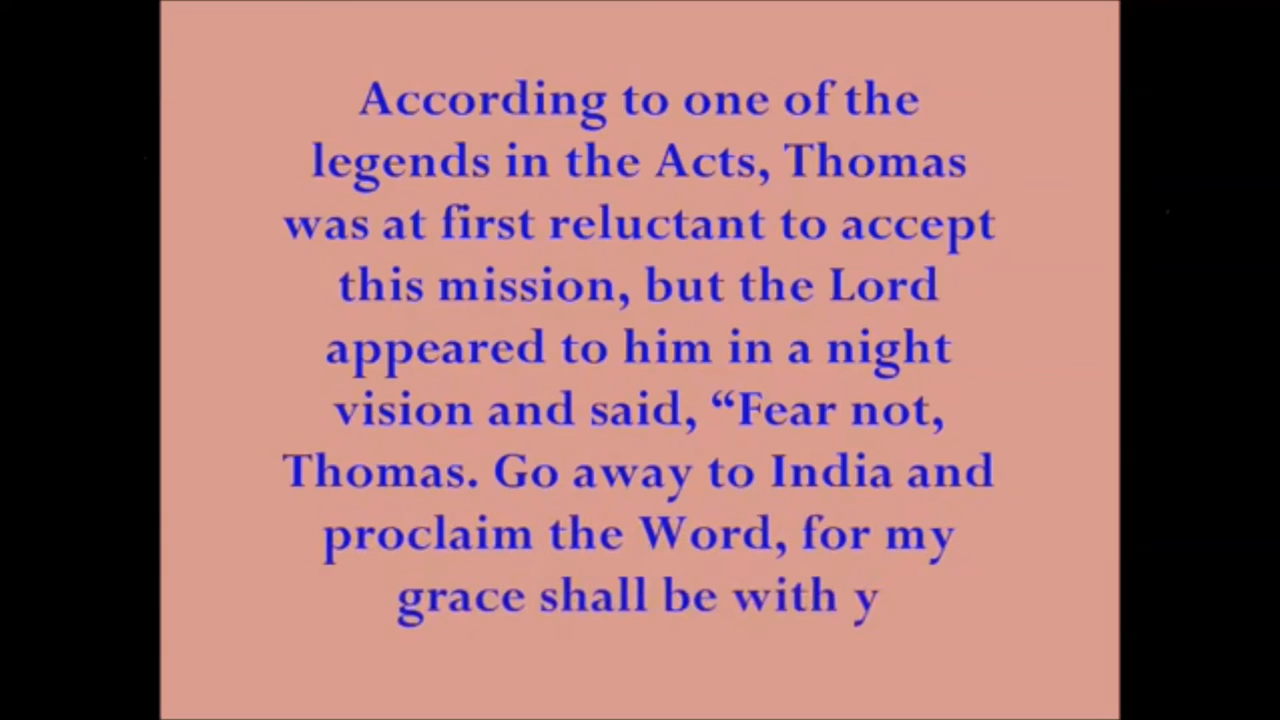 According to one of the
legends in the Acts, Thomas
was at first reluctant to accept
this mission, but the Lord
appeared to him in a night
vision and said, “Fear not,
Thomas. Go away to India and
proclaim the Word, for my
grace shall be with y